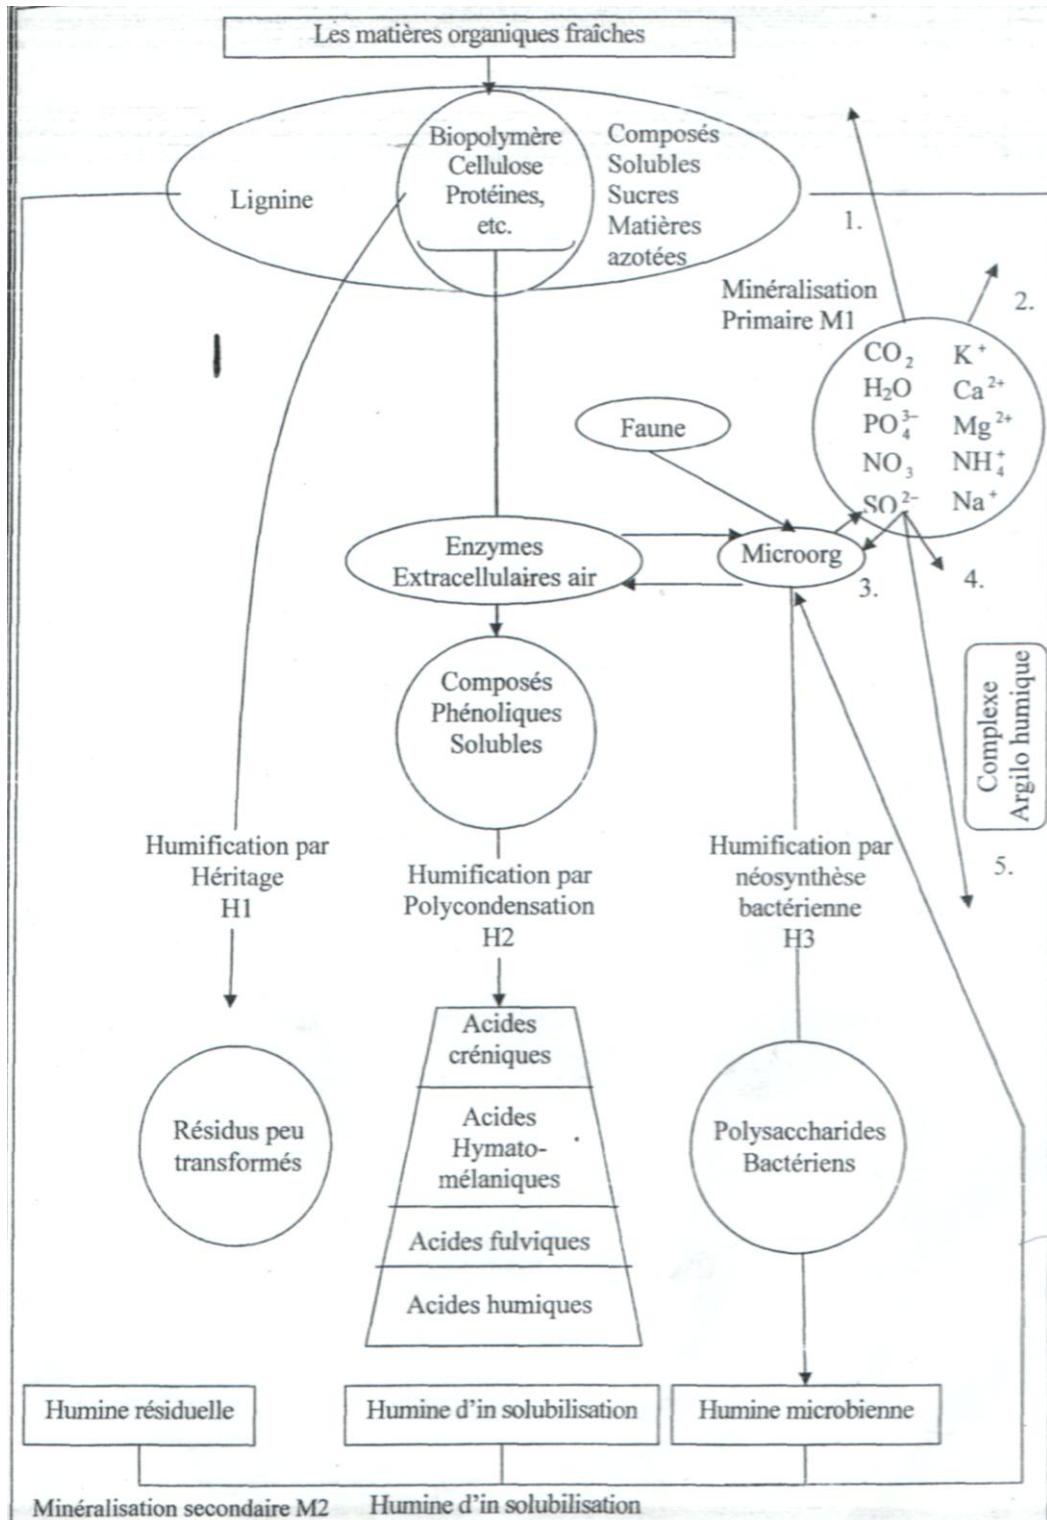 Les matières organiques fraîches
Lignine
Biopolymère
Cellulose
Protéines,
etc.
Composés
Solubles
Sucres
Matières
azotées
1.
2.
Minéralisation
Primaire M1
CO₂ K⁺
H₂O Ca²⁺
PO₄³⁻ Mg²⁺
NO₃ NH₄⁺
SO²⁻ Na⁺
Faune
Enzymes
Extracellulaires air
Microorg
3.
4.
Composés
Phénoliques
Solubles
Complexe
Argilo humique
5.
Humification par
Héritage
H1
Humification par
Polycondensation
H2
Humification par
néosynthèse
bactérienne
H3
Résidus peu
transformés
Acides
créniques
Acides
Hymato-
mélaniques
Acides fulviques
Acides humiques
Polysaccharides
Bactériens
Humine résiduelle
Humine d'in solubilisation
Humine microbienne
Minéralisation secondaire M2
Humine d'in solubilisation